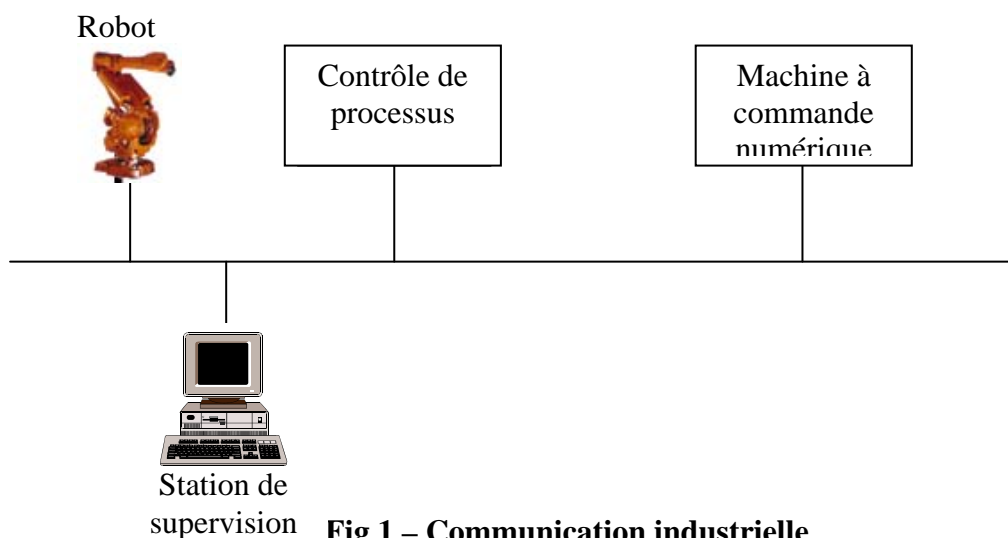 Robot
Contrôle de
processus
Machine à
commande
numérique
Station de
supervision
Fig 1 – Communication industrielle